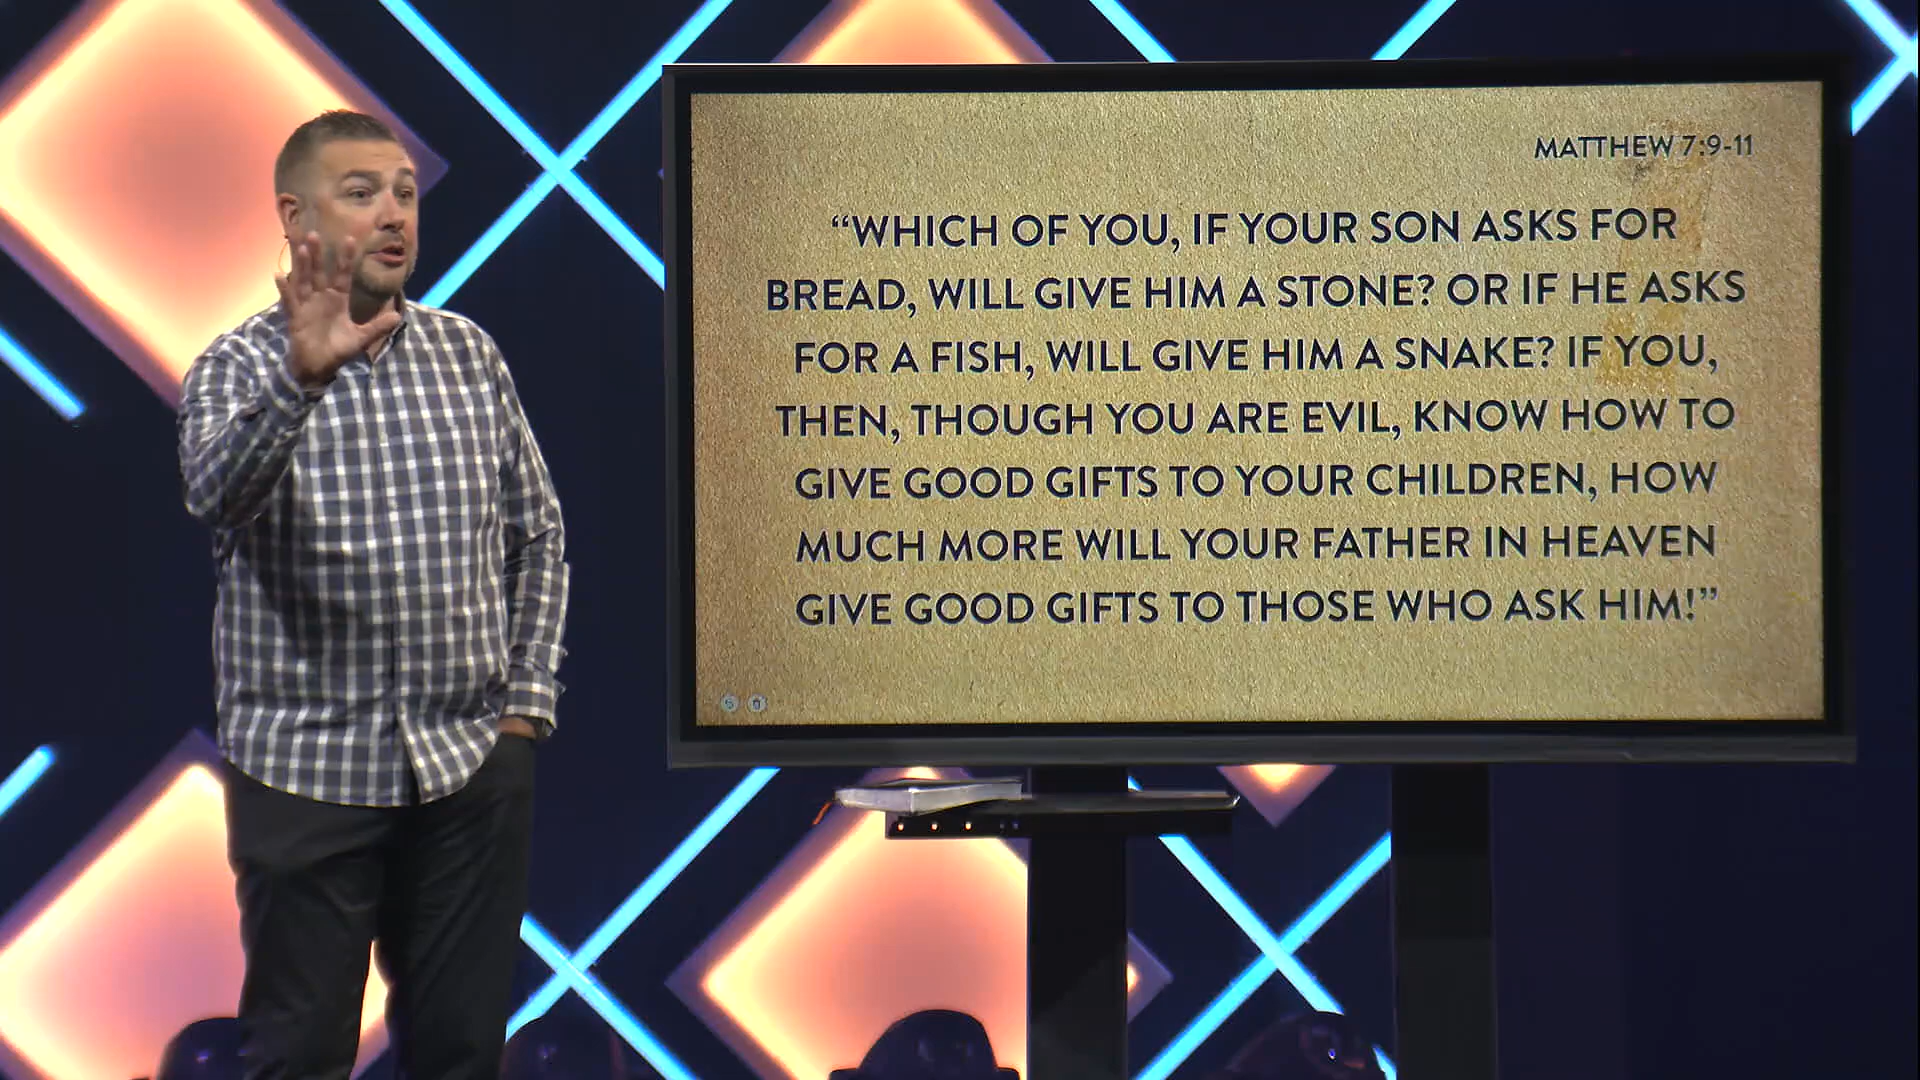 MATTHEW 7:9-11
“WHICH OF YOU, IF YOUR SON ASKS FOR
BREAD, WILL GIVE HIM A STONE? OR IF HE ASKS
FOR A FISH, WILL GIVE HIM A SNAKE? IF YOU,
THEN, THOUGH YOU ARE EVIL, KNOW HOW TO
GIVE GOOD GIFTS TO YOUR CHILDREN, HOW
MUCH MORE WILL YOUR FATHER IN HEAVEN
GIVE GOOD GIFTS TO THOSE WHO ASK HIM!”